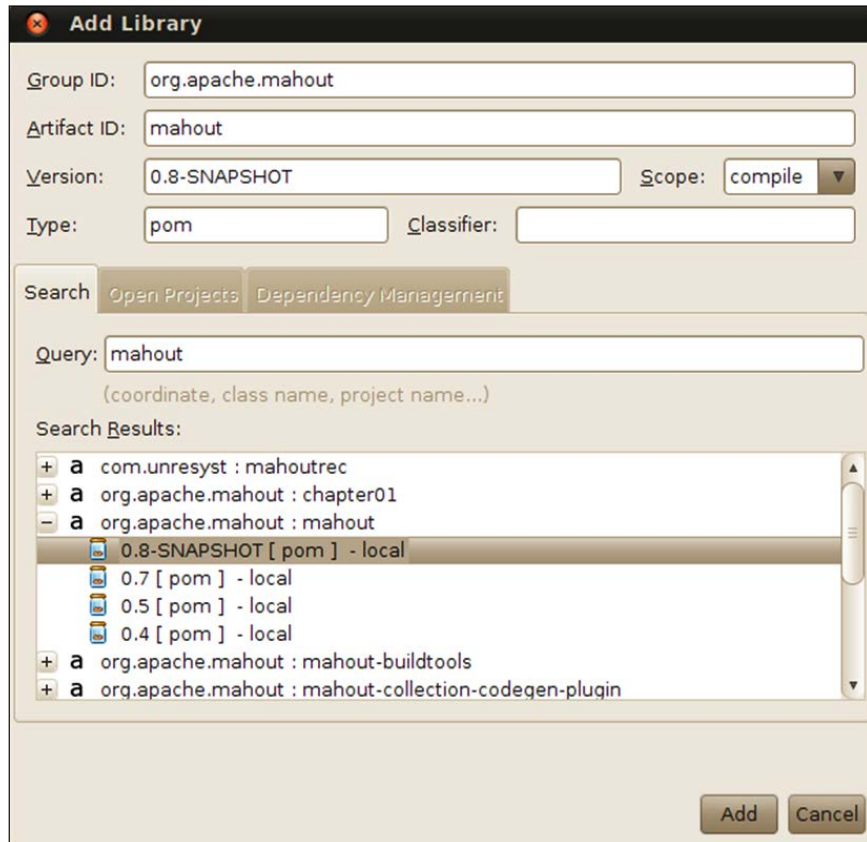 Add Library
Group ID: org.apache.mahout
Artifact ID: mahout
Version: 0.8-SNAPSHOT Scope: compile
Type: pom Classifier:
Search Open Projects Dependency Management
Query: mahout
(coordinate, class name, project name...)
Search Results:
+ a com.unresyst : mahoutrec
+ a org.apache.mahout : chapter01
- a org.apache.mahout : mahout
0.8-SNAPSHOT [ pom ] - local
0.7 [ pom ] - local
0.5 [ pom ] - local
0.4 [ pom ] - local
+ a org.apache.mahout : mahout-buildtools
+ a org.apache.mahout : mahout-collection-codegen-plugin
Add Cancel